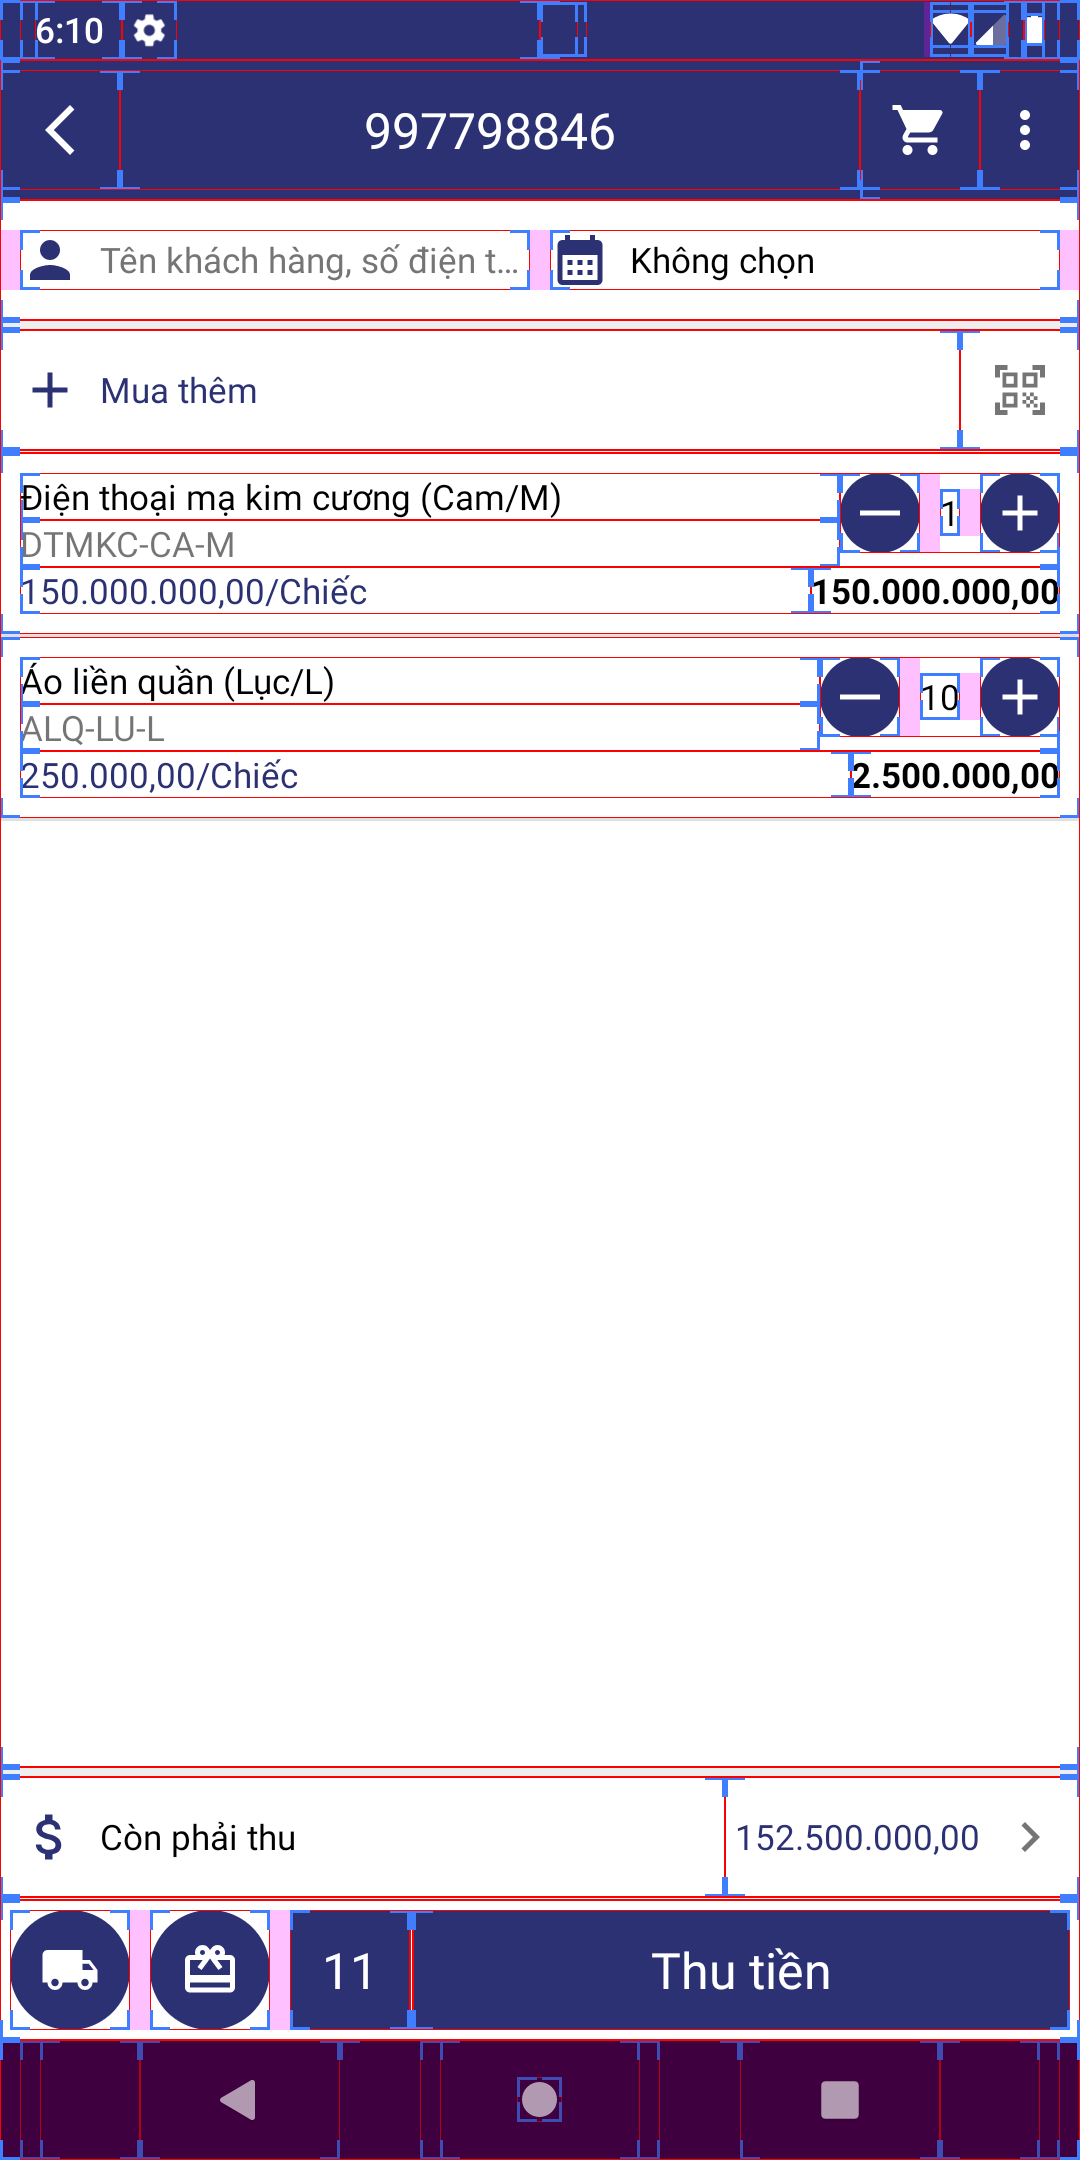 6:10
997798846
Tên khách hàng, số điện t...
Không chọn
Mua thêm
Điện thoại mạ kim cương (Cam/M)
1
DTMKC-CA-M
150.000.000,00/Chiếc
150.000.000,00
Áo liền quần (Lục/L)
10
ALQ-LU-L
250.000,00/Chiếc
2.500.000,00
Còn phải thu
152.500.000,00
11
Thu tiền